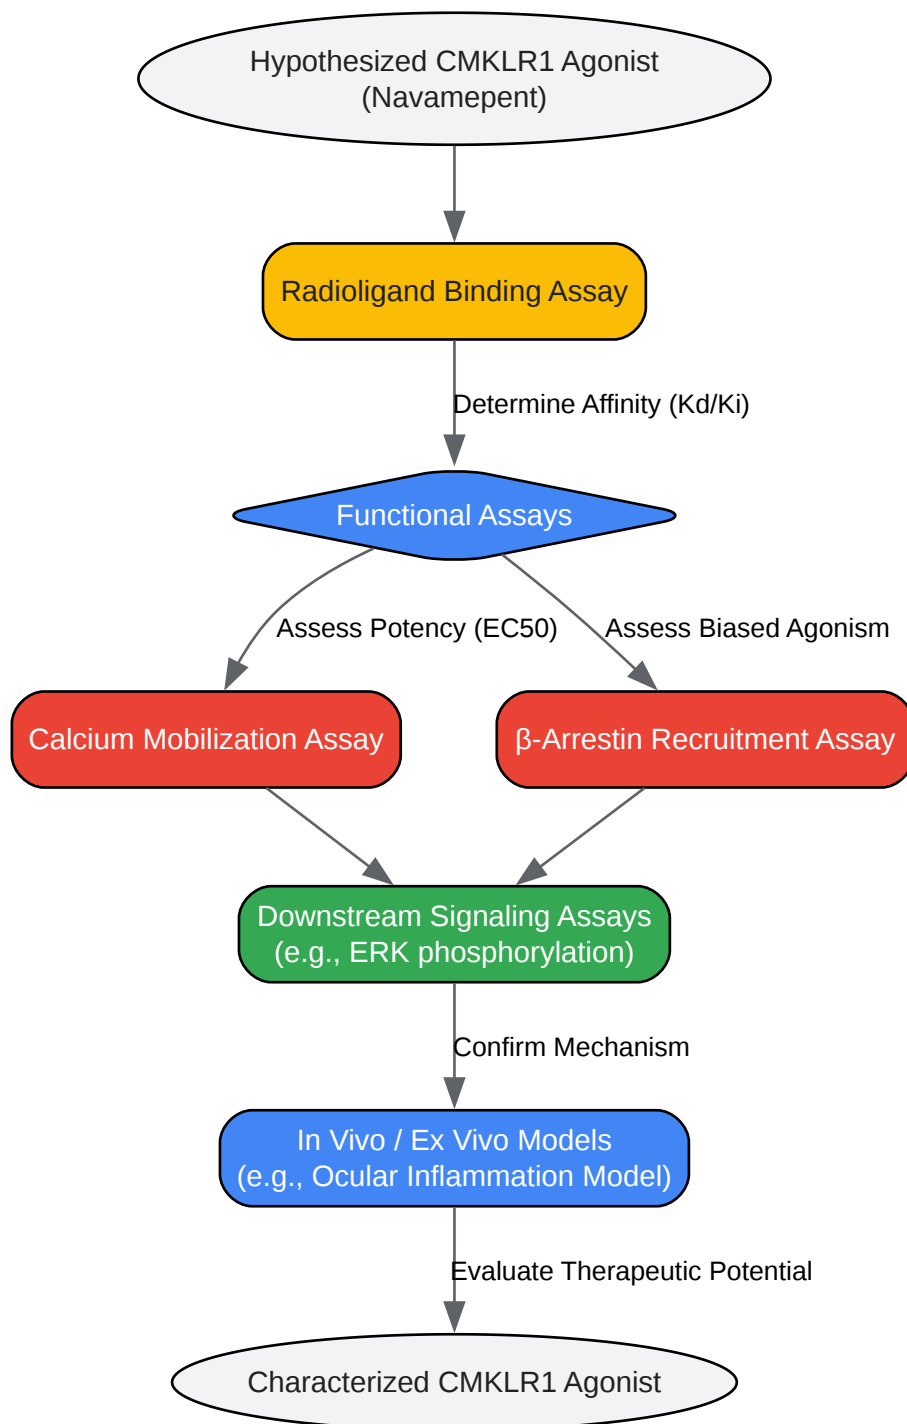 Hypothesized CMKLR1 Agonist
(Navamepent)
Radioligand Binding Assay
Determine Affinity (Kd/Ki)
Functional Assays
Assess Potency (EC50)
Assess Biased Agonism
Calcium Mobilization Assay
β-Arrestin Recruitment Assay
Downstream Signaling Assays
(e.g., ERK phosphorylation)
Confirm Mechanism
In Vivo / Ex Vivo Models
(e.g., Ocular Inflammation Model)
Evaluate Therapeutic Potential
Characterized CMKLR1 Agonist